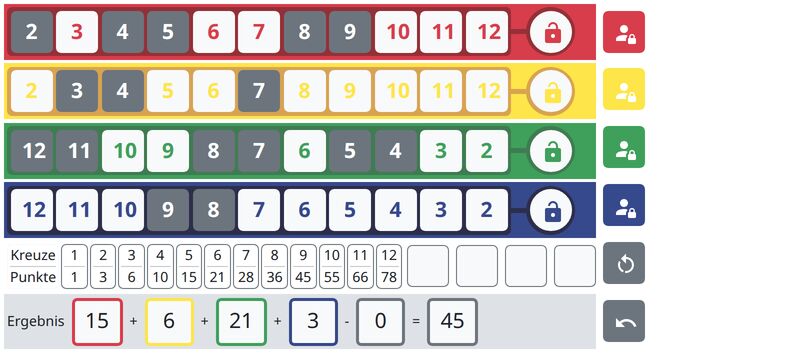 2 3 4 5 6 7 8 9 10 11 12
2 3 4 5 6 7 8 9 10 11 12
12 11 10 9 8 7 6 5 4 3 2
12 11 10 9 8 7 6 5 4 3 2
Kreuze 1 2 3 4 5 6 7 8 9 10 11 12
Punkte 1 3 6 10 15 21 28 36 45 55 66 78
Ergebnis 15 + 6 + 21 + 3 - 0 = 45